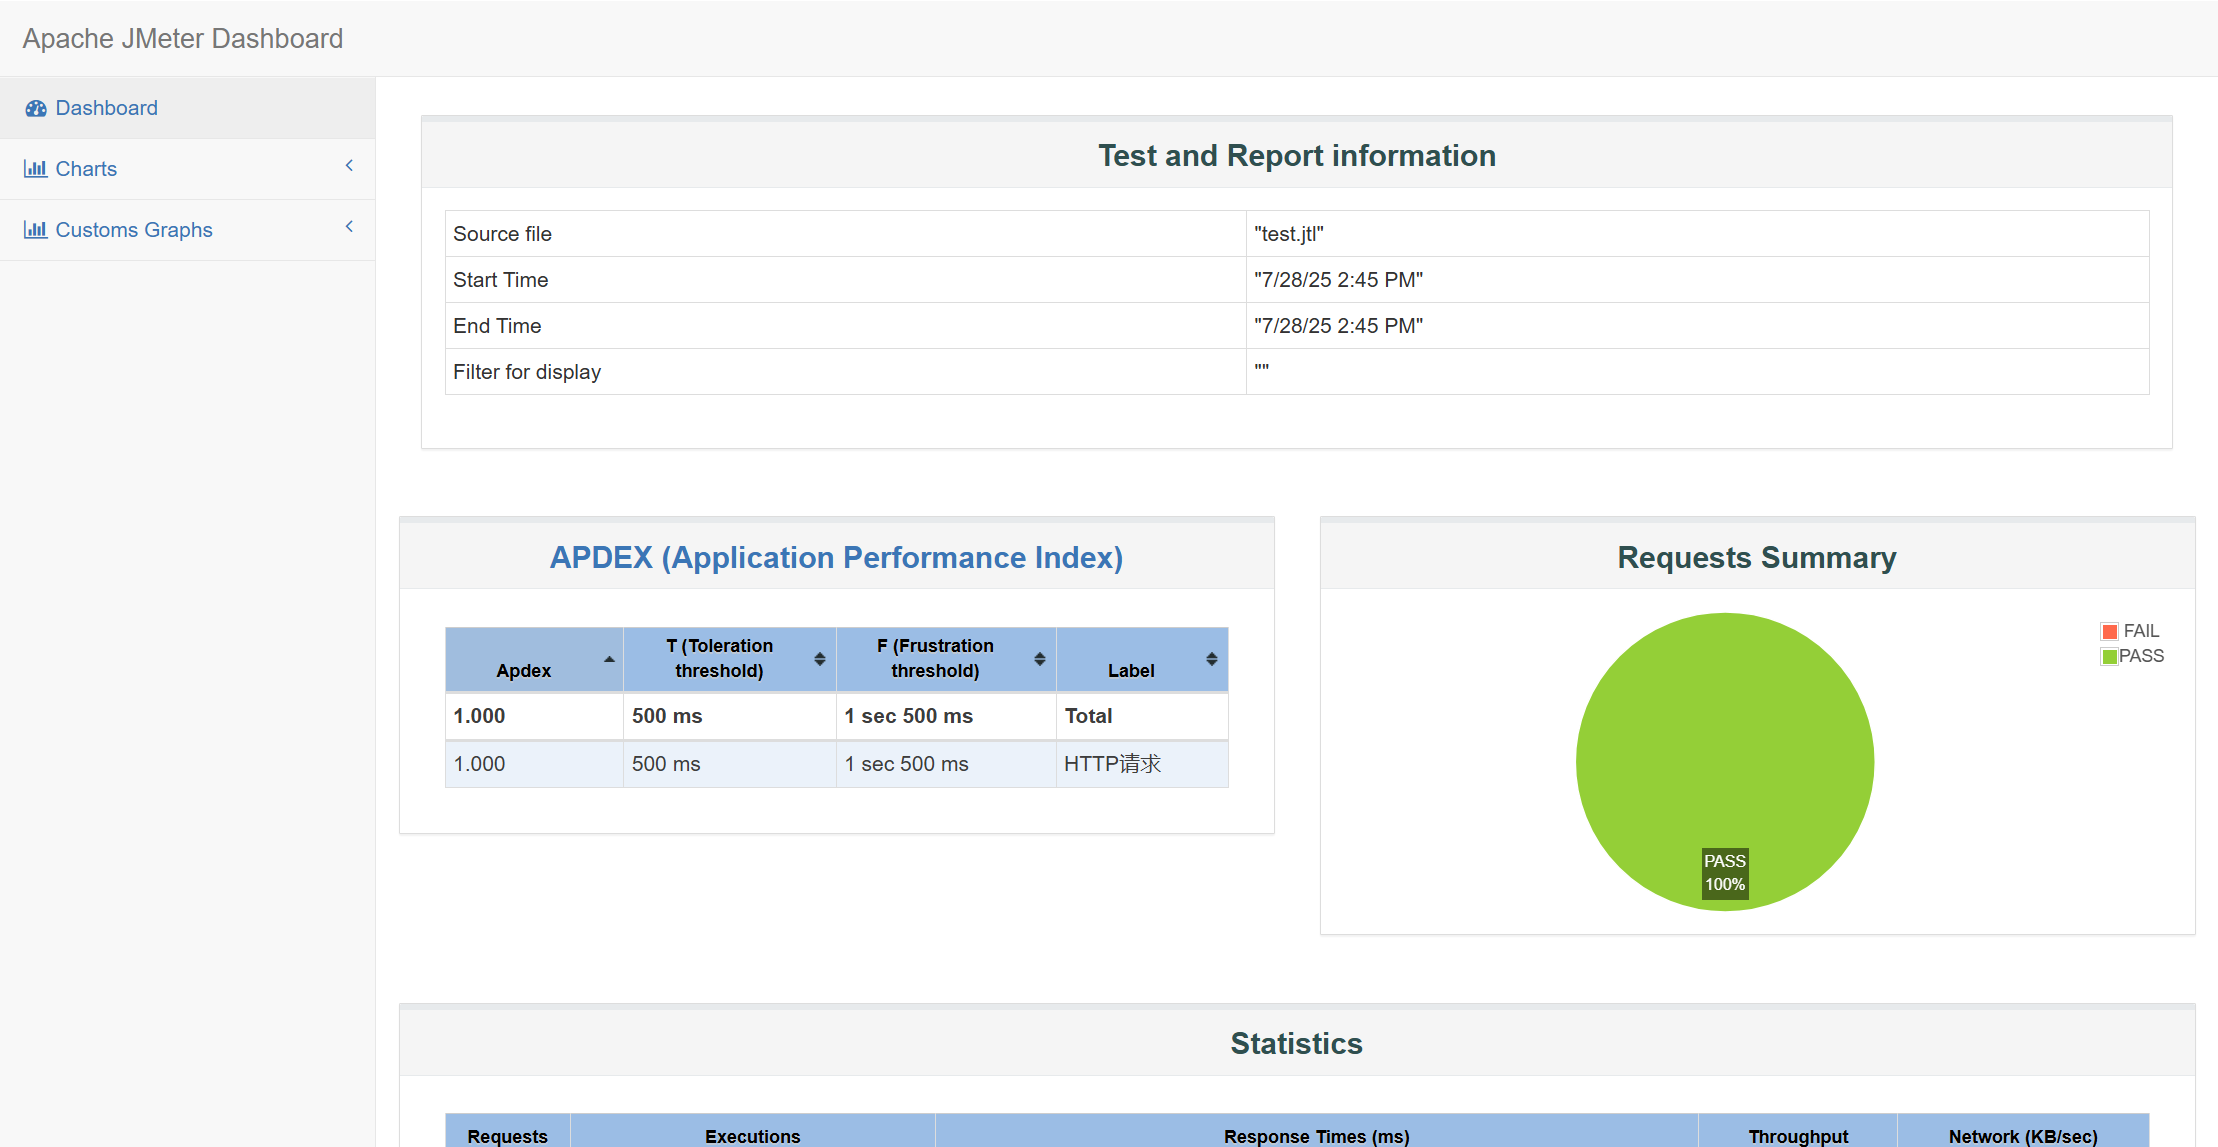 Apache JMeter Dashboard
Dashboard
Charts
Customs Graphs
Test and Report information
Source file "test.jtl"
Start Time "7/28/25 2:45 PM"
End Time "7/28/25 2:45 PM"
Filter for display ""
APDEX (Application Performance Index)
Apdex T (Toleration threshold) F (Frustration threshold) Label
1.000 500 ms 1 sec 500 ms Total
1.000 500 ms 1 sec 500 ms HTTP请求
Requests Summary
FAIL
PASS
PASS
100%
Statistics
Requests Executions Response Times (ms) Throughput Network (KB/sec)